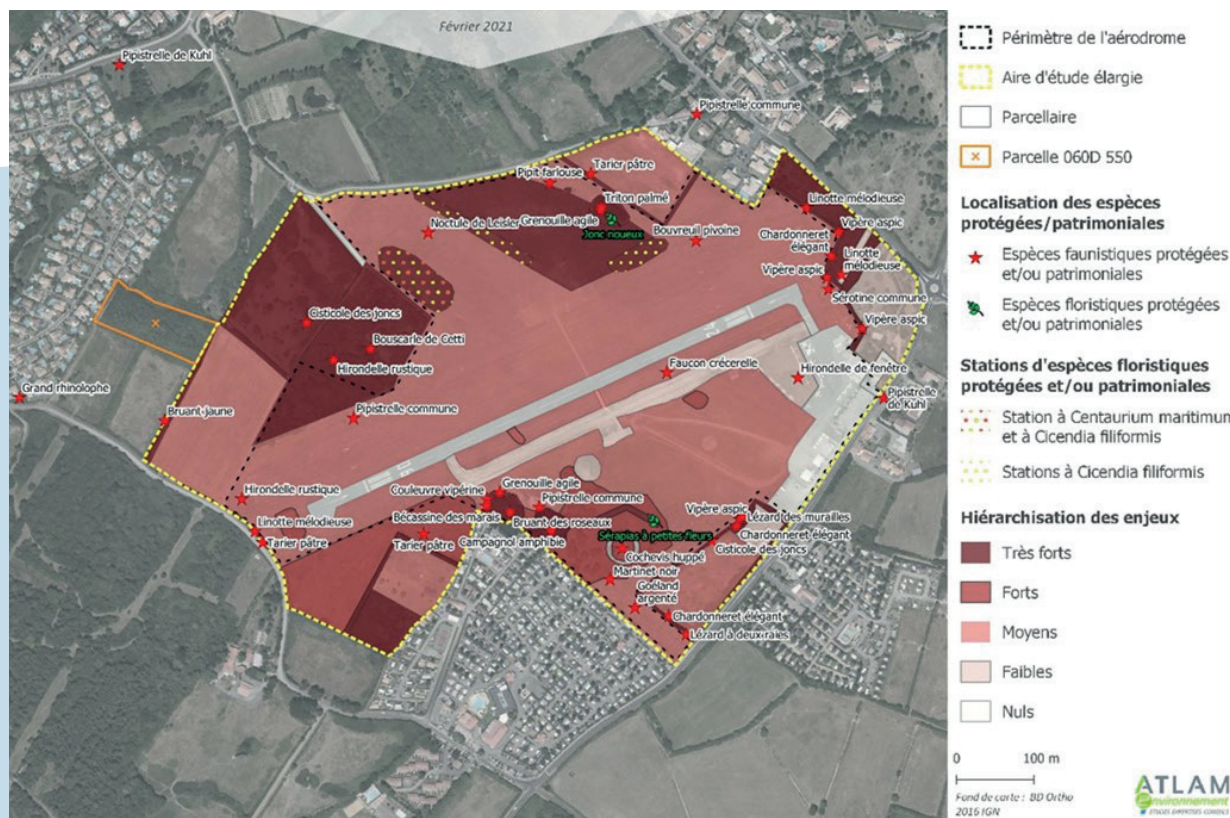 Février 2021
Pipistrelle de Kuhl
Pipistrelle commune
Tarier pâtre
Pipit farlouse
Triton palmé
Linotte mélodieuse
Grenouille agile
Noctule de Leisler
Jonc noueux
Bouvreuil pivoine
Vipère aspic
Chardonneret
élégant
Linotte
mélodieuse
Vipère aspic
Sérotine commune
Cisticole des joncs
Vipère aspic
Bouscarle de Cetti
Hirondelle rustique
Faucon crécerelle
Hirondelle de fenêtre
Grand rhinolophe
Pipistrelle
de Kuhl
Bruant jaune
Pipistrelle commune
Hirondelle rustique
Couleuvre vipérine
Grenouille agile
Pipistrelle commune
Linotte mélodieuse
Bécassine des marais
Bruant des roseaux
Vipère aspic
Lézard des murailles
Tarier pâtre
Tarier pâtre
Campagnol amphibie
Sérapias à petites fleurs
Chardonneret élégant
Cochevis huppé
Cisticole des joncs
Martinet noir
Goéland
argenté
Chardonneret élégant
Lézard à deux raies
Périmètre de l'aérodrome
Aire d'étude élargie
Parcellaire
Parcelle 060D 550
Localisation des espèces
protégées/patrimoniales
Espèces faunistiques protégées
et/ou patrimoniales
Espèces floristiques protégées
et/ou patrimoniales
Stations d'espèces floristiques
protégées et/ou patrimoniales
Station à Centaurium maritimum
et à Cicendia filiformis
Stations à Cicendia filiformis
Hiérarchisation des enjeux
Très forts
Forts
Moyens
Faibles
Nuls
0 100 m
Fond de carte : BD Ortho
2016 IGN
ATLAM
environnement
ETUDES EXPERTISES CONSEILS